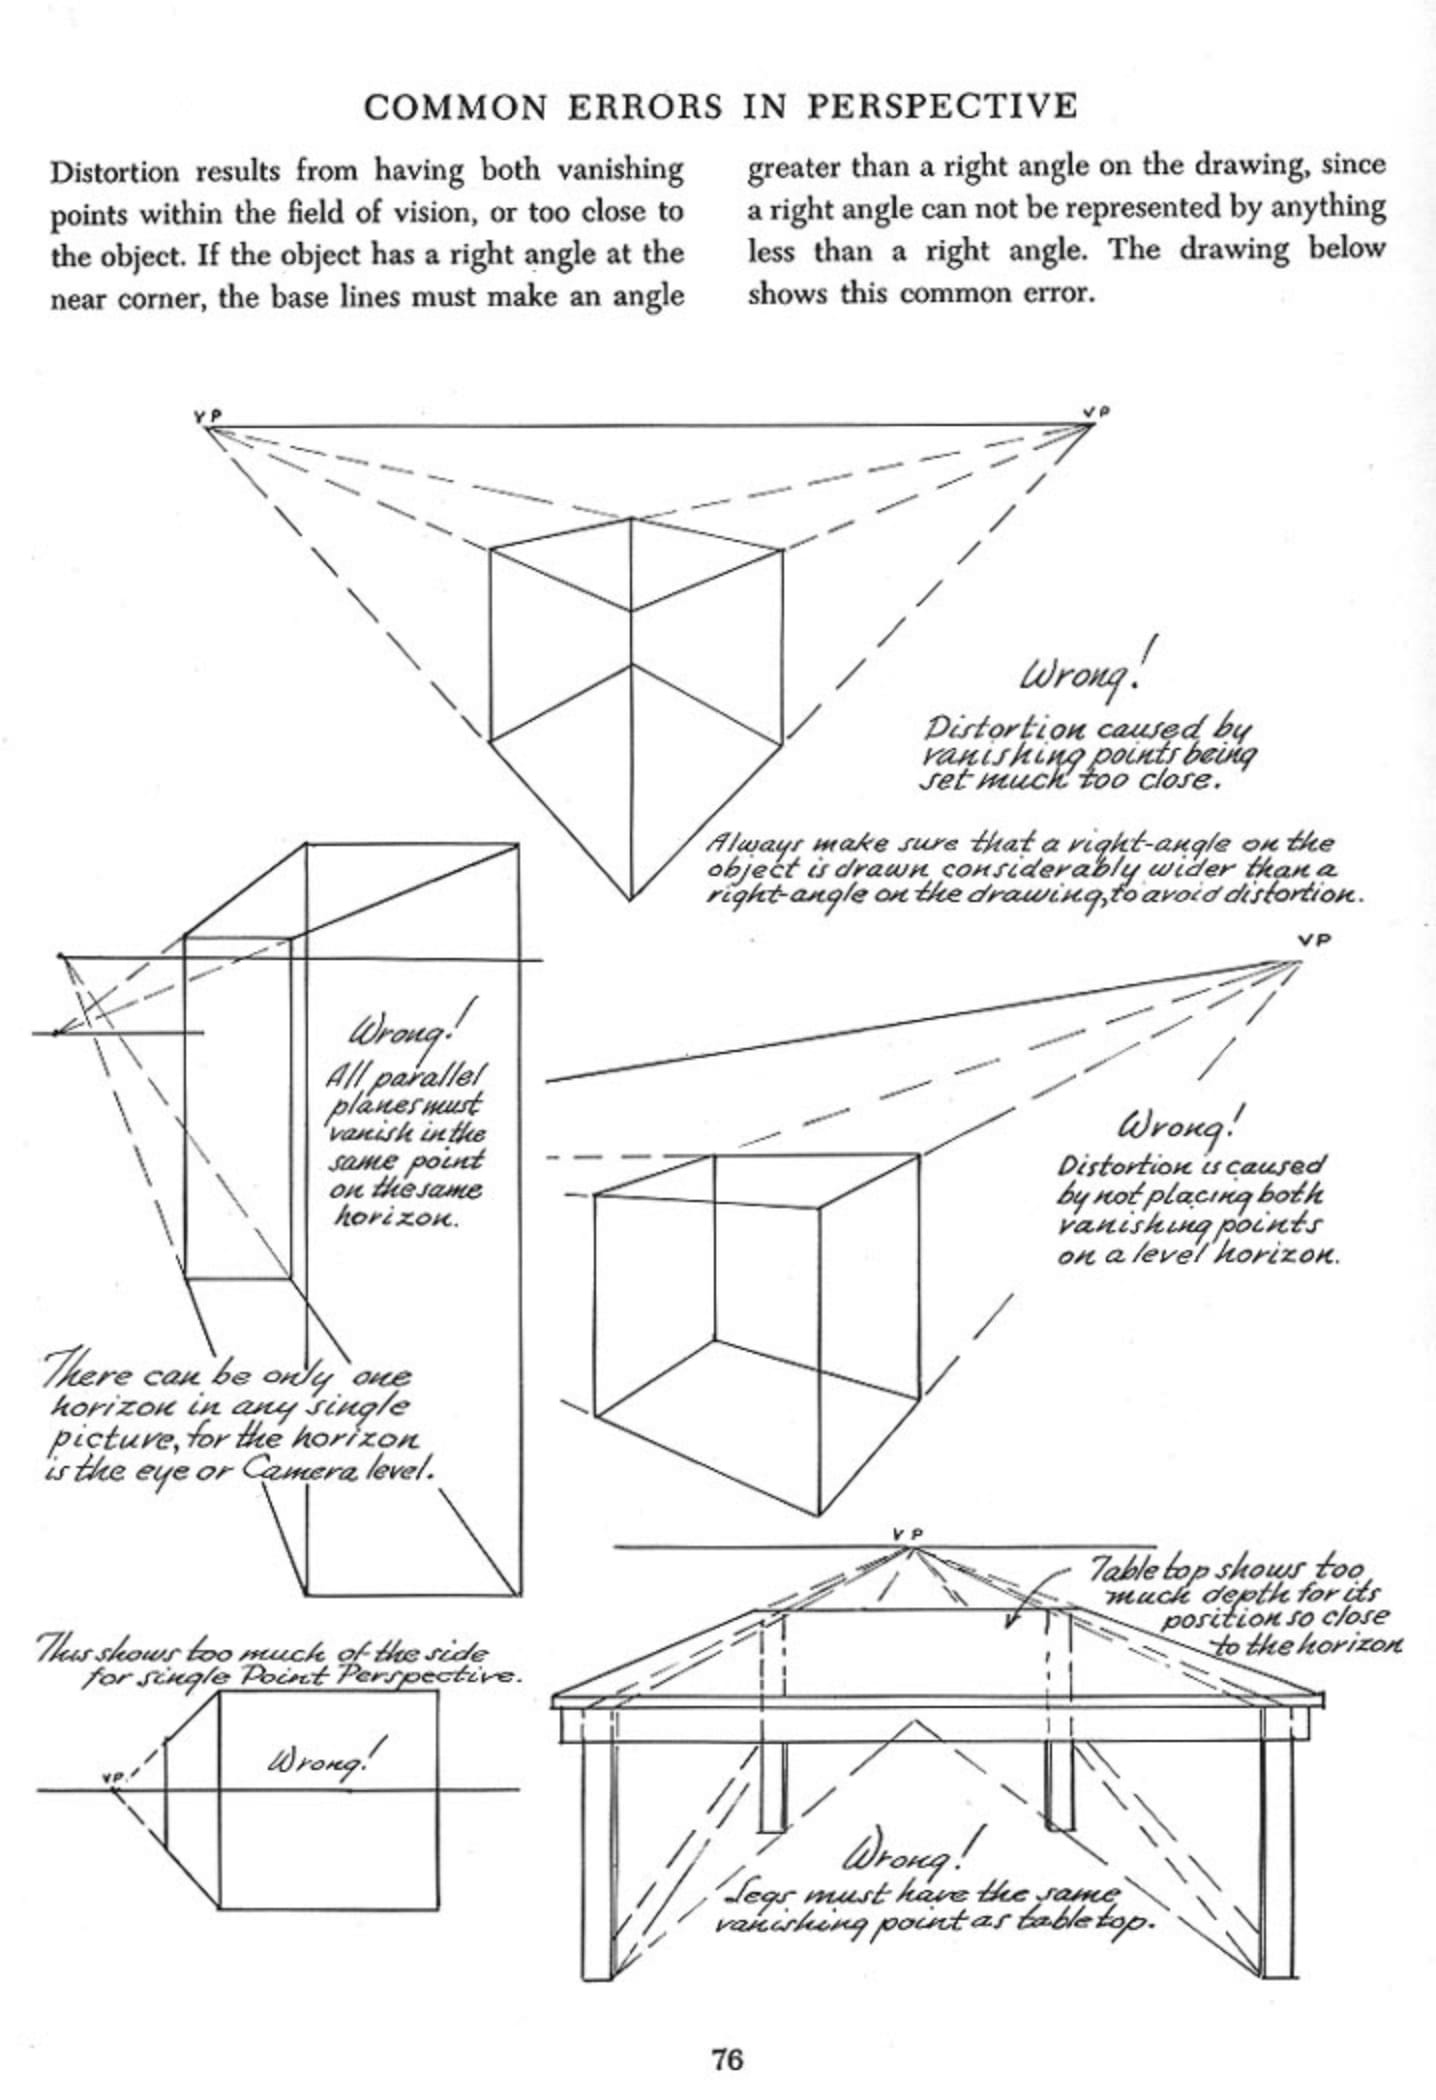 COMMON ERRORS IN PERSPECTIVE
Distortion results from having both vanishing
points within the field of vision, or too close to
the object. If the object has a right angle at the
near corner, the base lines must make an angle
greater than a right angle on the drawing, since
a right angle can not be represented by anything
less than a right angle. The drawing below
shows this common error.
VP
VP
Wrong!
Distortion caused by
vanishing points being
set much too close.
Always make sure that a right-angle on the
object is drawn considerably wider than a
right-angle on the drawing, to avoid distortion.
VP
Wrong!
All parallel
planes must
vanish in the
same point
on the same
horizon.
Wrong!
Distortion is caused
by not placing both
vanishing points
on a level horizon.
There can be only one
horizon in any single
picture, for the horizon
is the eye or Camera level.
VP
Table top shows too
much depth for its
position so close
to the horizon
This shows too much of the side
for single Point Perspective.
VP.
Wrong!
Wrong!
Legs must have the same
vanishing point as table top.
76